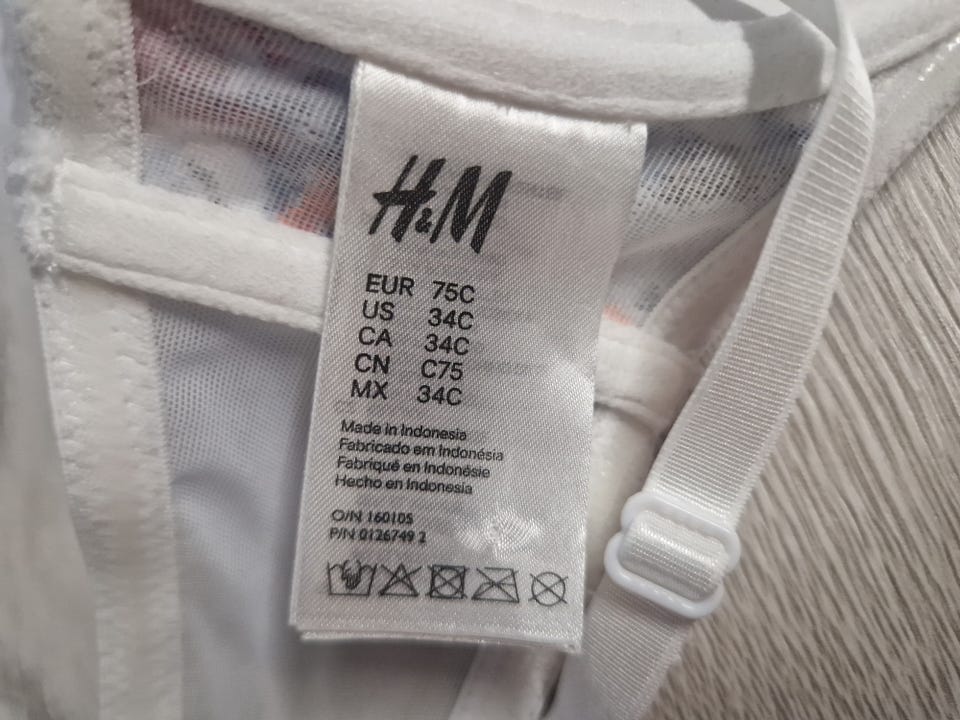 H&M
EUR 75C
US 34C
CA 34C
CN C75
MX 34C
Made in Indonesia
Fabricado em Indonésia
Fabriqué en Indonésie
Hecho en Indonesia
O/N 160105
P/N 0126749 2